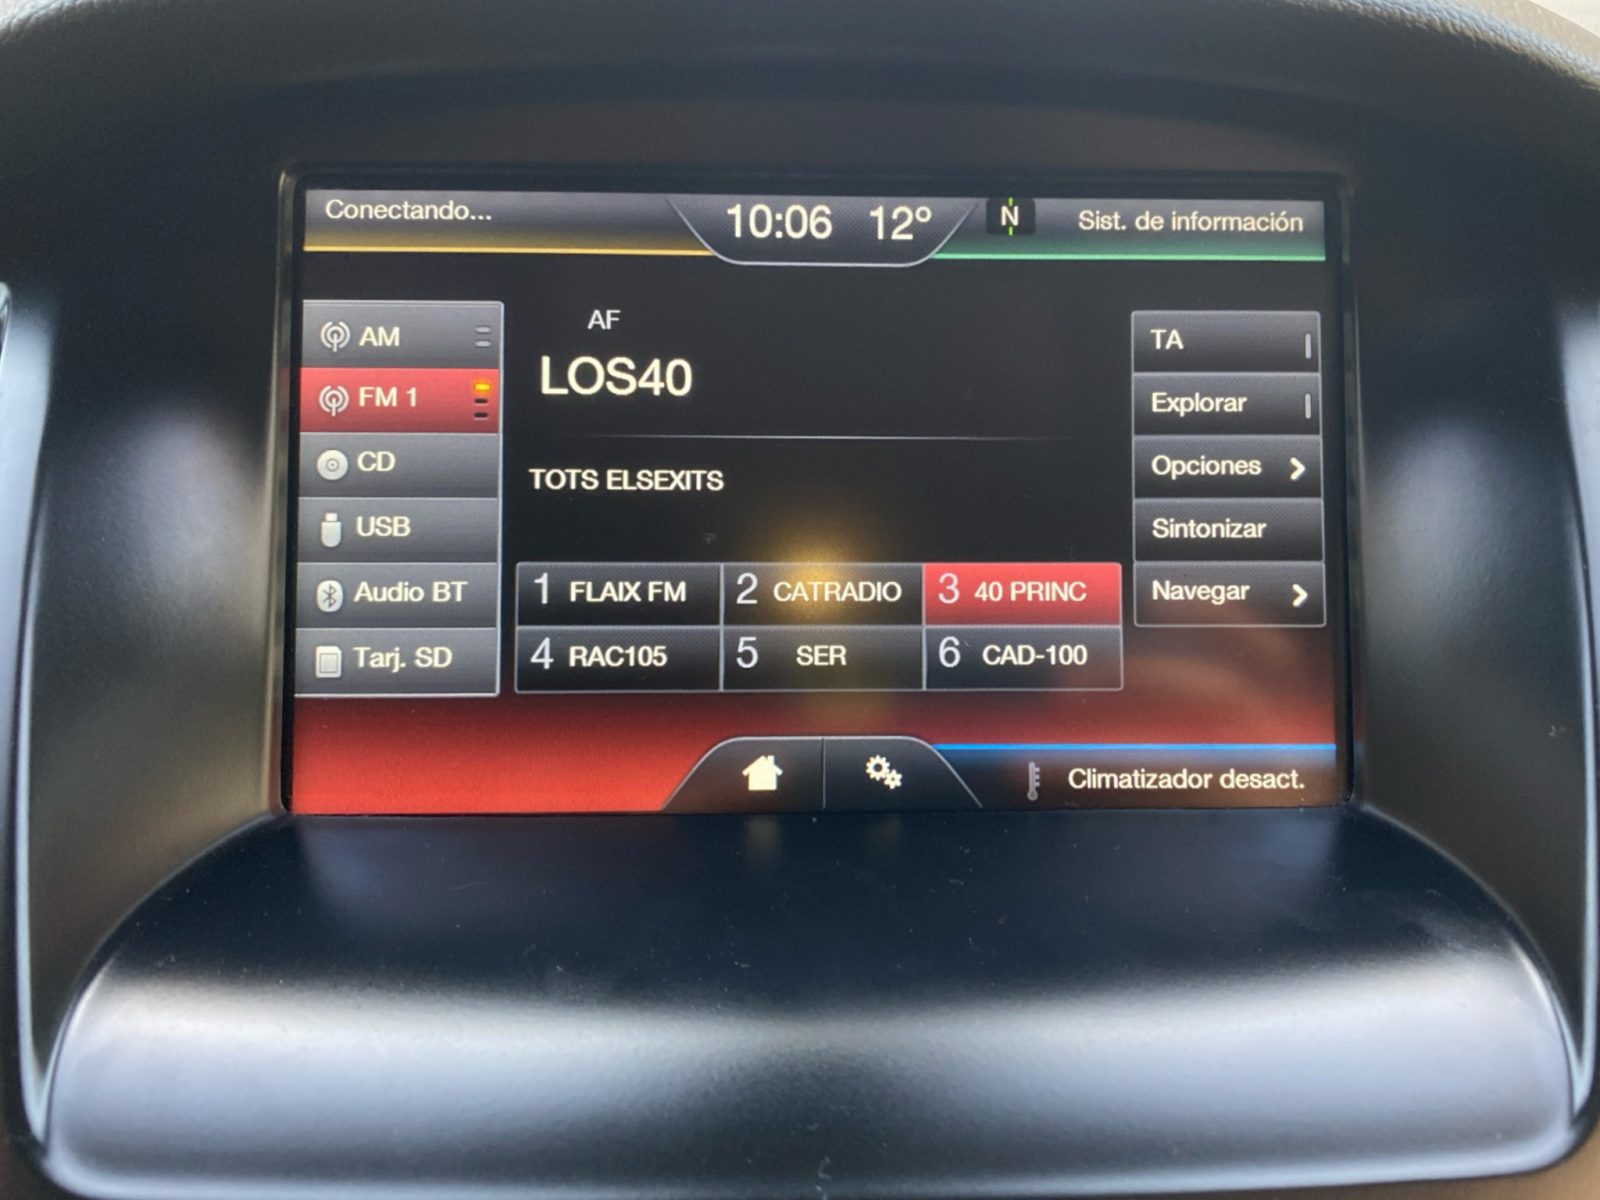 Conectando...
10:06 12°
N
Sist. de información
AM
FM 1
CD
USB
Audio BT
Tarj. SD
AF
LOS40
TOTS ELSEXITS
1 FLAIX FM
2 CATRADIO
3 40 PRINC
4 RAC105
5 SER
6 CAD-100
TA
Explorar
Opciones
Sintonizar
Navegar
Climatizador desact.